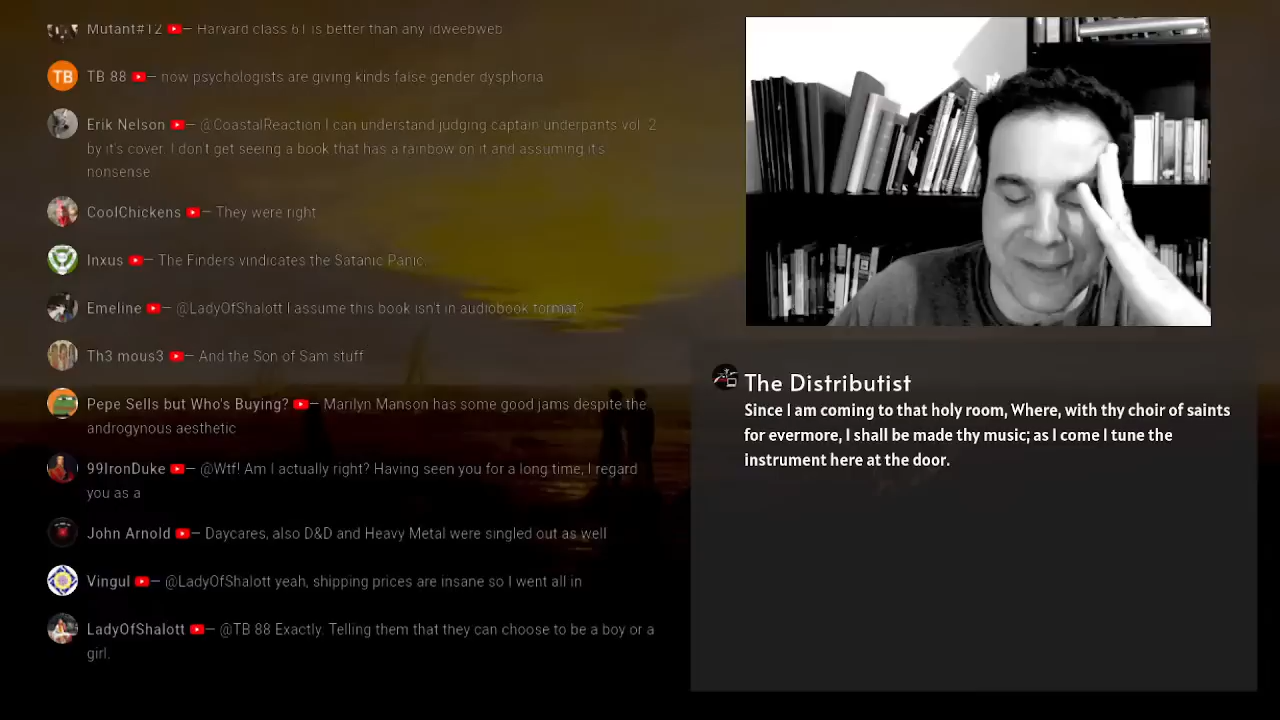 Mutant#12 — Harvard class 61 is better than any idweebweb
TB
TB 88 — now psychologists are giving kinds false gender dysphoria
Erik Nelson — @CoastalReaction I can understand judging captain underpants vol. 2
by it's cover. I don't get seeing a book that has a rainbow on it and assuming it's
nonsense
CoolChickens — They were right
Inxus — The Finders vindicates the Satanic Panic.
Emeline — @LadyOfShalott I assume this book isn't in audiobook format?
Th3 mous3 — And the Son of Sam stuff
Pepe Sells but Who's Buying? — Marilyn Manson has some good jams despite the
androgynous aesthetic
99IronDuke — @Wtf! Am I actually right? Having seen you for a long time, I regard
you as a
John Arnold — Daycares, also D&D and Heavy Metal were singled out as well
Vingul — @LadyOfShalott yeah, shipping prices are insane so I went all in
LadyOfShalott — @TB 88 Exactly. Telling them that they can choose to be a boy or a
girl.
The Distributist
Since I am coming to that holy room, Where, with thy choir of saints
for evermore, I shall be made thy music; as I come I tune the
instrument here at the door.